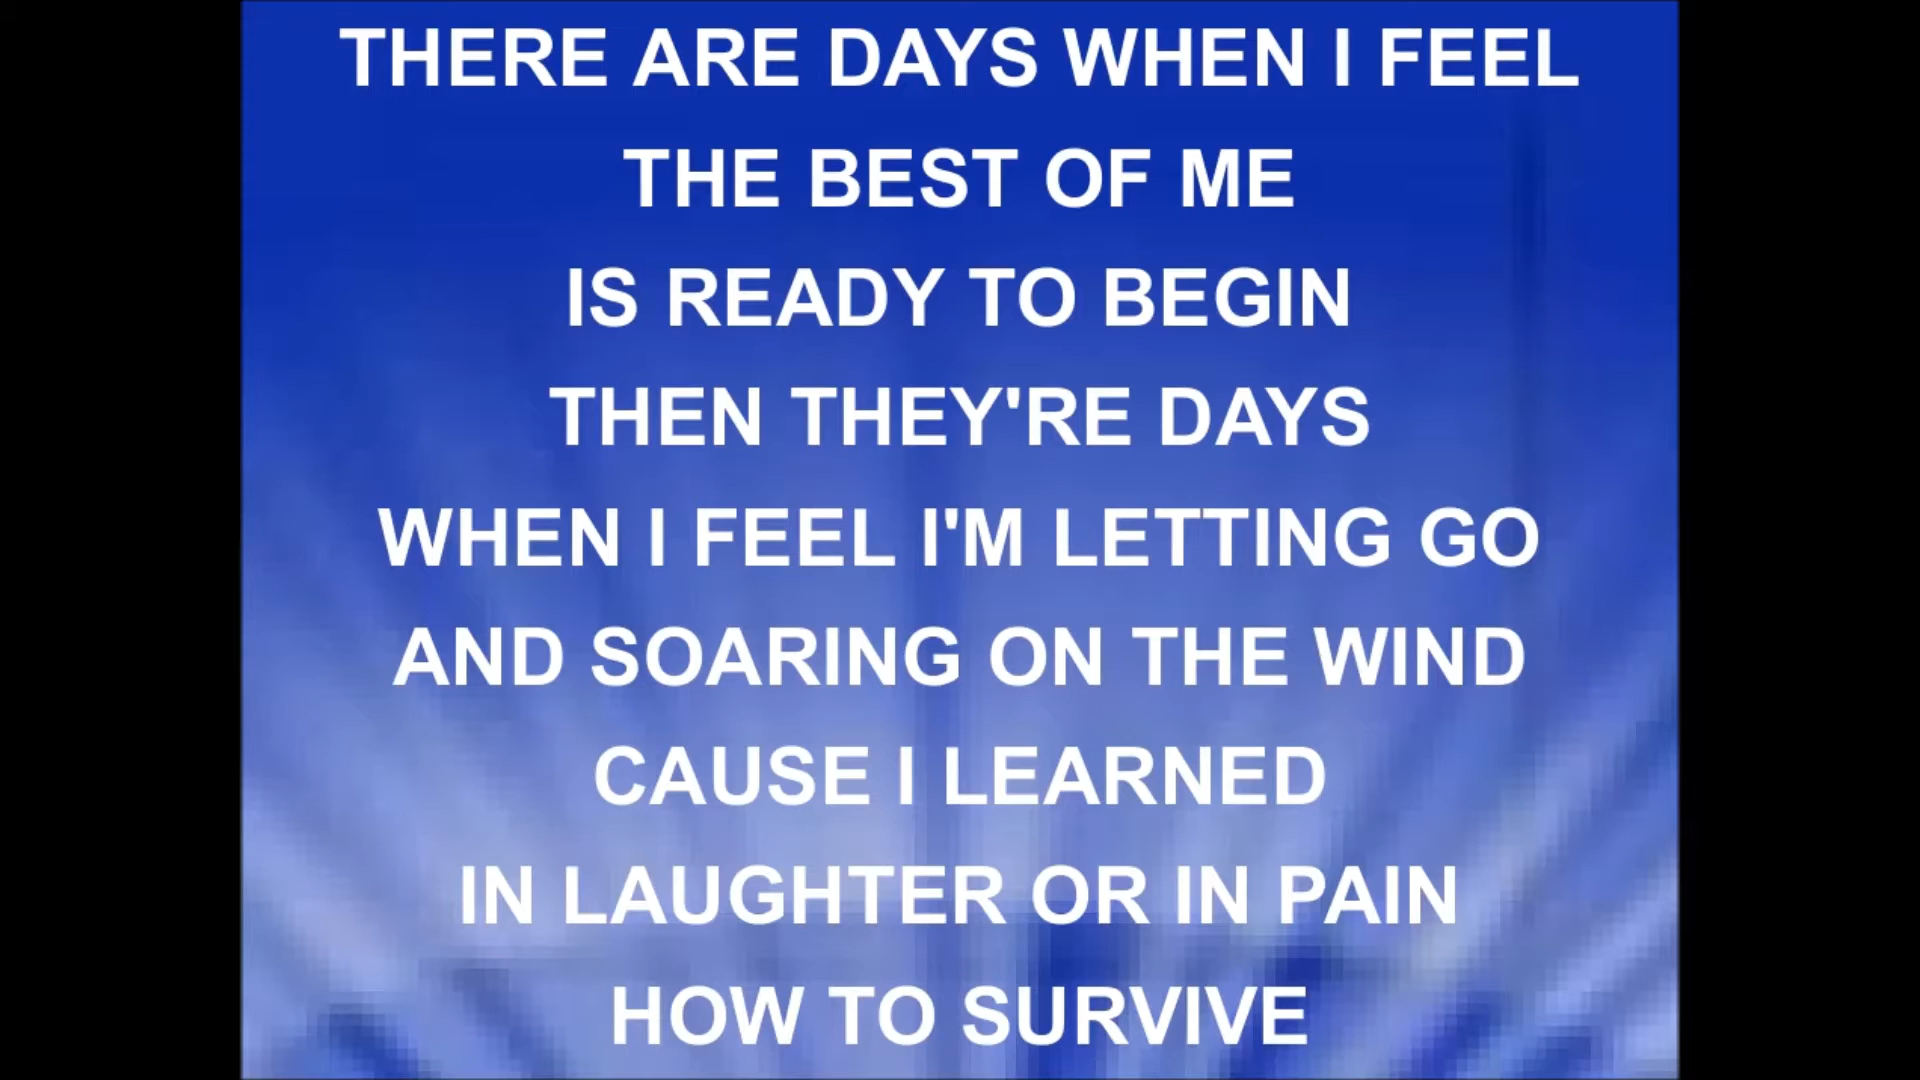 THERE ARE DAYS WHEN I FEEL
THE BEST OF ME
IS READY TO BEGIN
THEN THEY'RE DAYS
WHEN I FEEL I'M LETTING GO
AND SOARING ON THE WIND
CAUSE I LEARNED
IN LAUGHTER OR IN PAIN
HOW TO SURVIVE